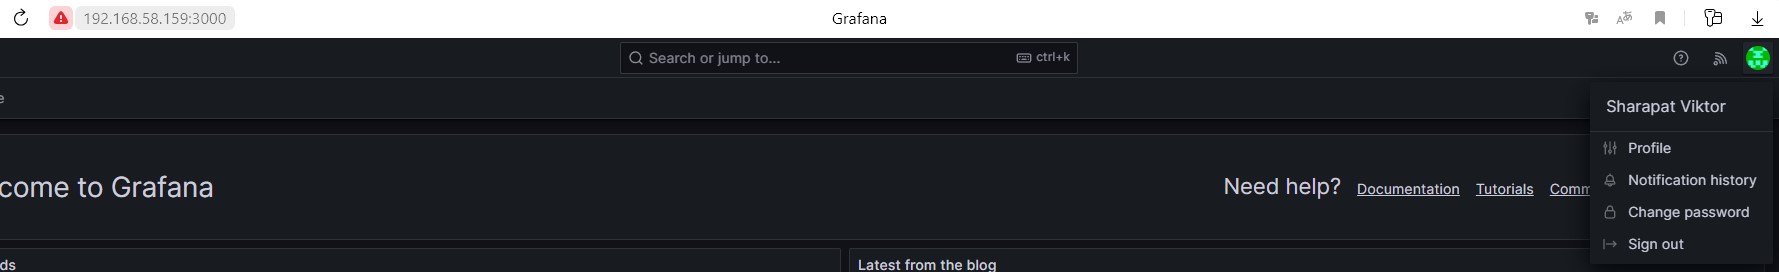 192.168.58.159:3000 Grafana
Search or jump to... ctrl+k
e
Sharapat Viktor
Profile
come to Grafana Need help? Documentation Tutorials Comm
Notification history
Change password
Sign out
ds Latest from the blog